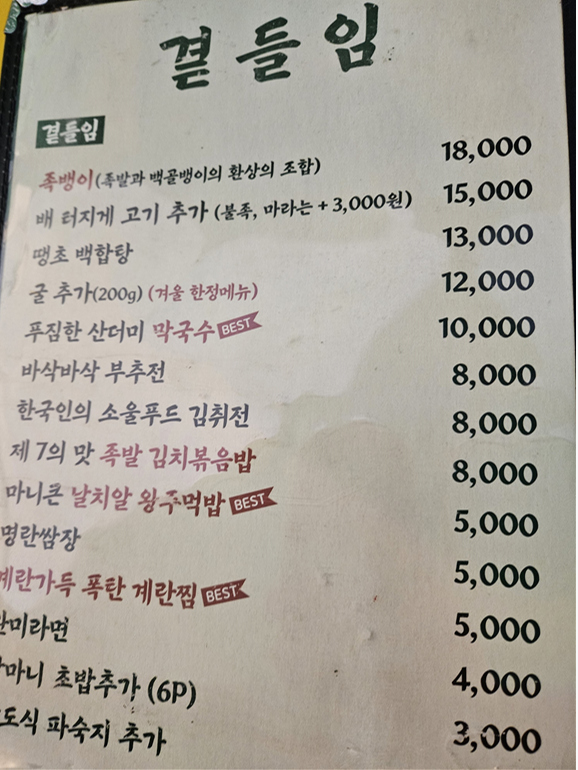 곁들임
곁들임
족뱅이(족발과 백골뱅이의 환상의 조합) 18,000
배 터지게 고기 추가 (불족, 마라는 + 3,000원) 15,000
땡초 백합탕 13,000
굴 추가(200g) (겨울 한정메뉴) 12,000
푸짐한 산더미 막국수 BEST 10,000
바삭바삭 부추전 8,000
한국인의 소울푸드 김취전 8,000
제 7의 맛 족발 김치볶음밥 8,000
마니쫀 날치알 왕주먹밥 BEST 5,000
명란쌈장 5,000
계란가득 폭탄 계란찜 BEST 5,000
미라면 4,000
마니 초밥추가 (6P) 3,000
도식 파숙지 추가